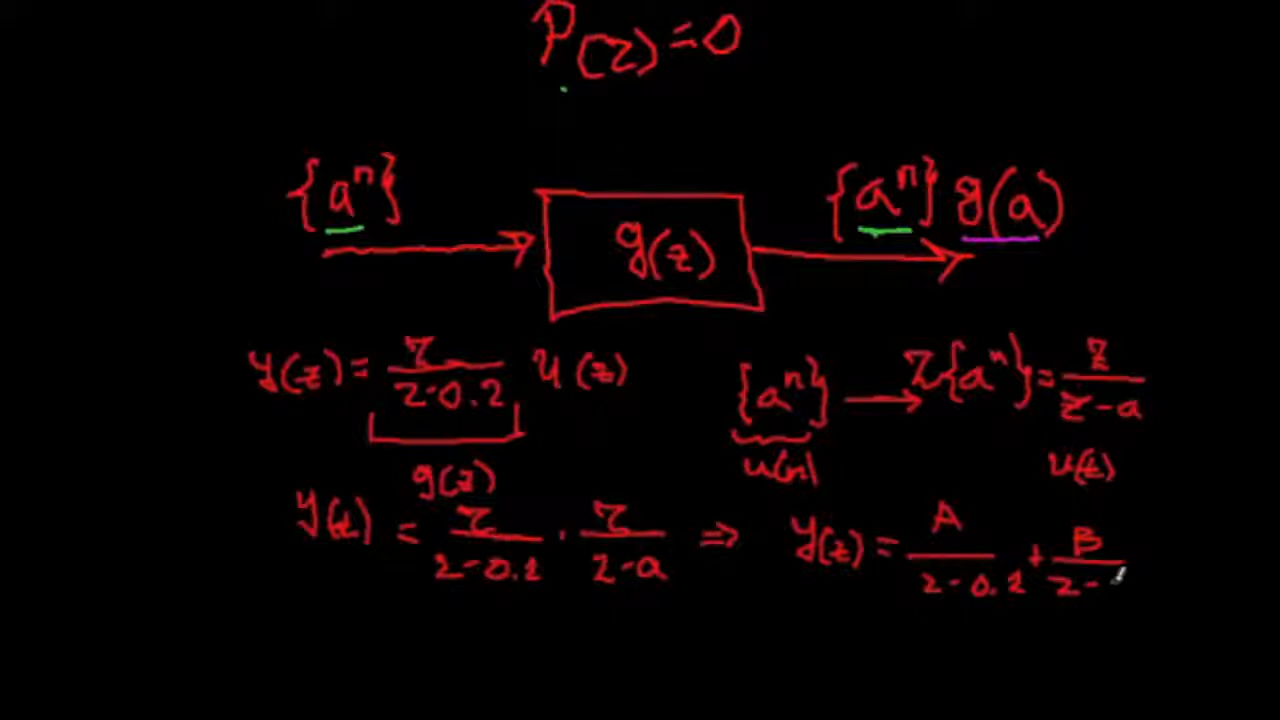 P(z)=0
{aⁿ} {aⁿ} g(a)
g(z)
y(z) = z/(z-0.2) u(z) {aⁿ} → Z{aⁿ} = z/(z-a)
g(z) u(n) u(z)
y(z) = z/(z-0.2) · z/(z-a) ⇒ y(z) = A/(z-0.2) + B/(z-